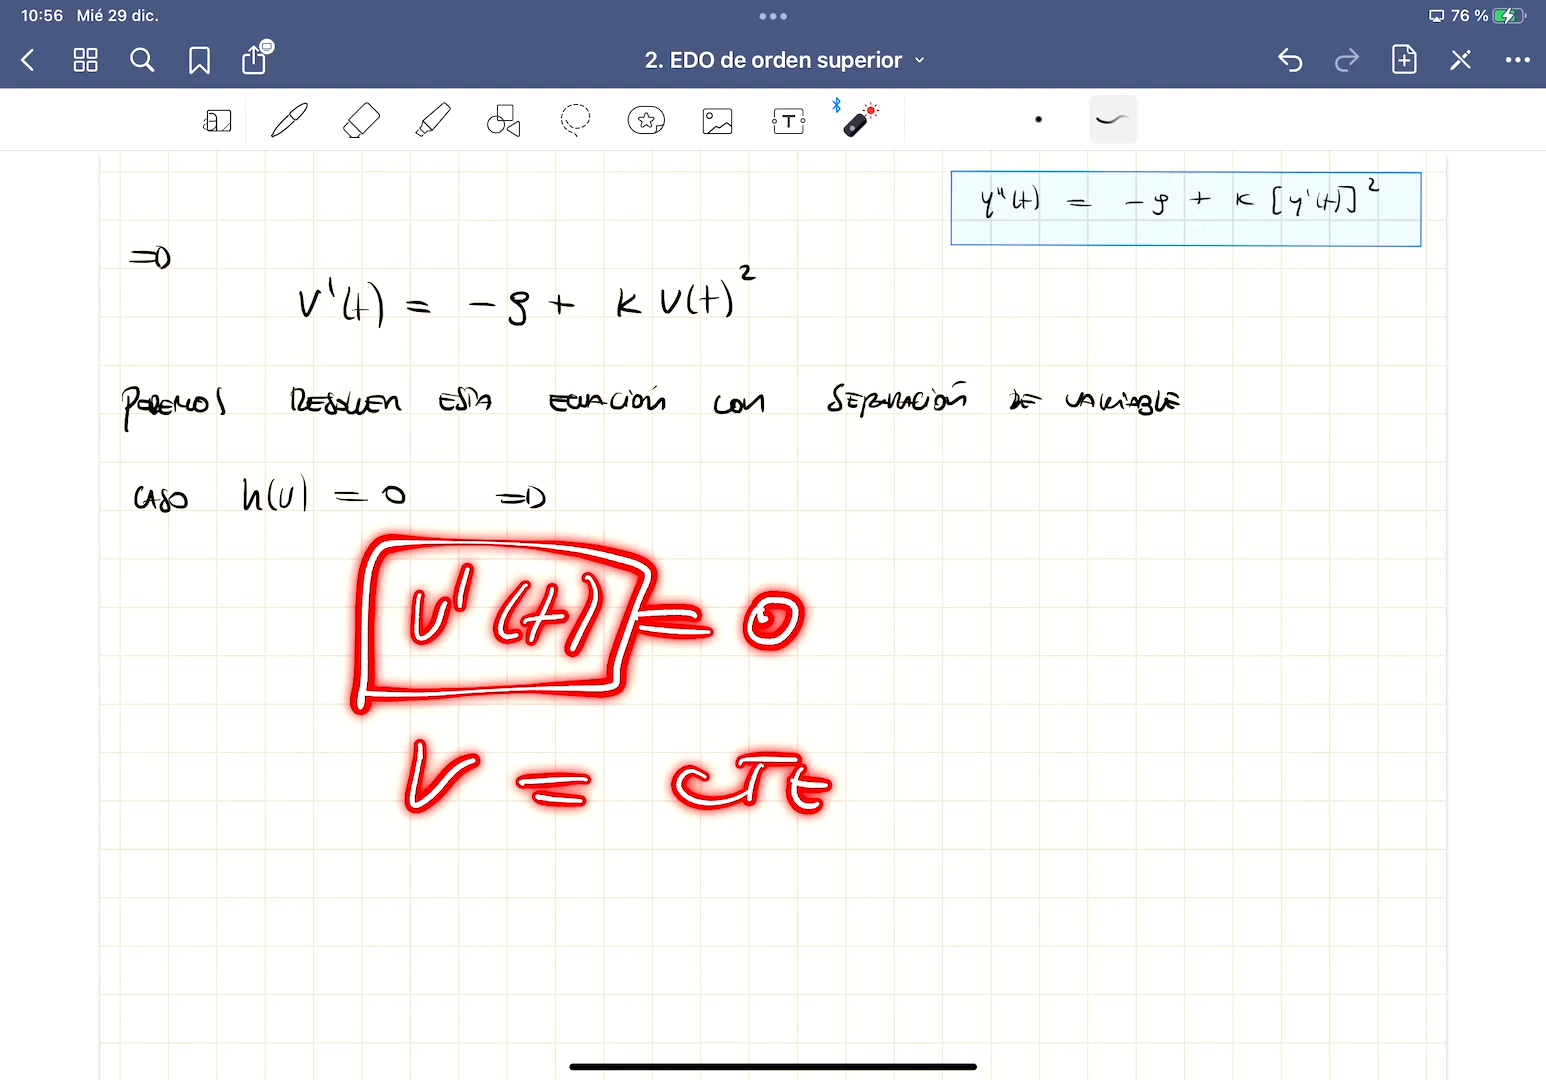 10:56 Mié 29 dic.
76 %
2. EDO de orden superior
T
y''(t) = -g + k [y'(t)]²
=D
V'(t) = -g + k V(t)²
PODEMOS RESOLVER ESTA ECUACIÓN CON SEPARACIÓN DE VARIABLE
CASO h(v) = 0 =D
v'(t) = 0
V = CTE